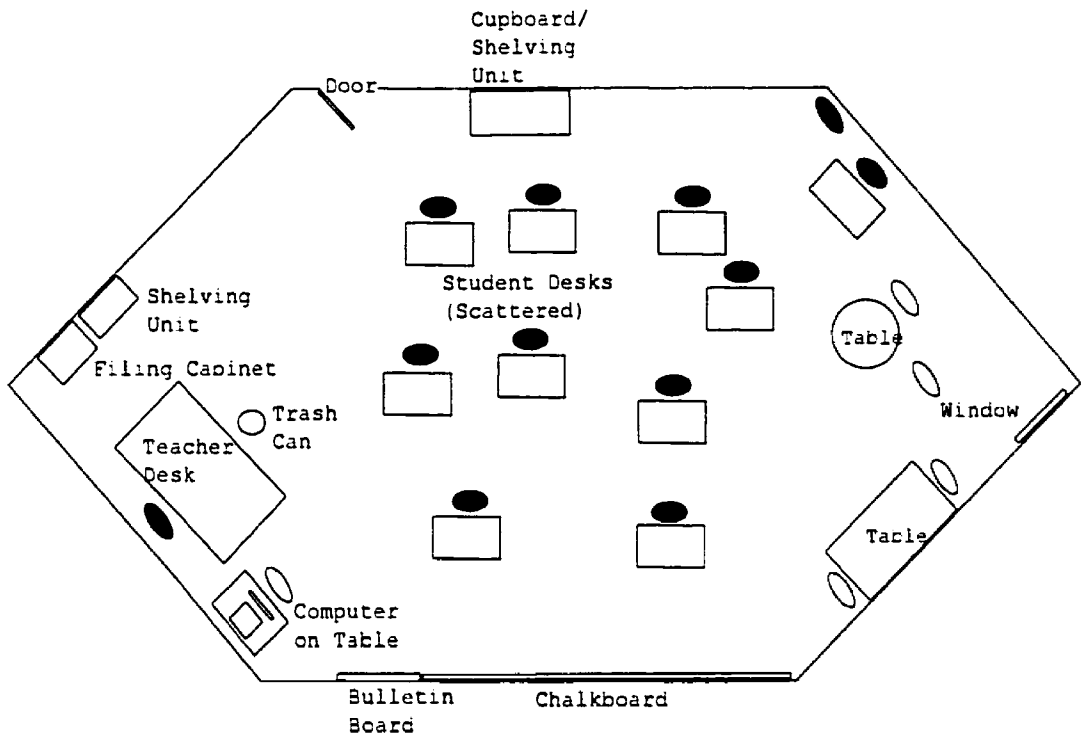 Cupboard/
Shelving
Unit
Door
Student Desks
(Scattered)
Shelving
Unit
Table
Filing Cabinet
Trash
Can
Window
Teacher
Desk
Table
Computer
on Table
Bulletin
Board
Chalkboard